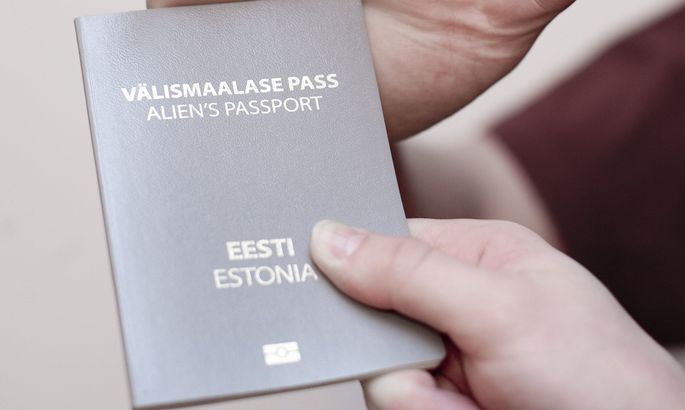 VÄLISMAALASE PASS
ALIEN'S PASSPORT
EESTI
ESTONIA